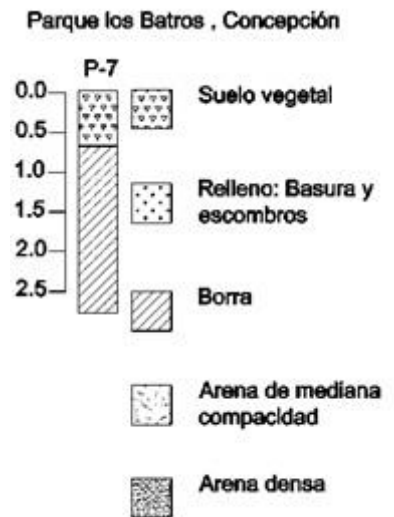 Parque los Batros , Concepción
P-7
0.0
0.5
1.0
1.5
2.0
2.5
Suelo vegetal
Relleno: Basura y
escombros
Borra
Arena de mediana
compacidad
Arena densa